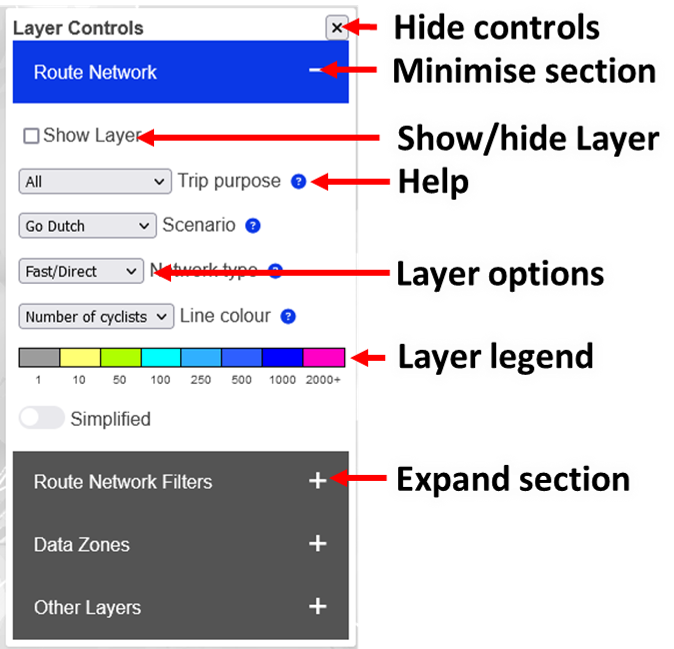 Layer Controls × Hide controls
Route Network − Minimise section
Show Layer Show/hide Layer
All Trip purpose ? Help
Go Dutch Scenario ?
Fast/Direct Network type ? Layer options
Number of cyclists Line colour ?
Layer legend
1 10 50 100 250 500 1000 2000+
Simplified
Route Network Filters + Expand section
Data Zones +
Other Layers +